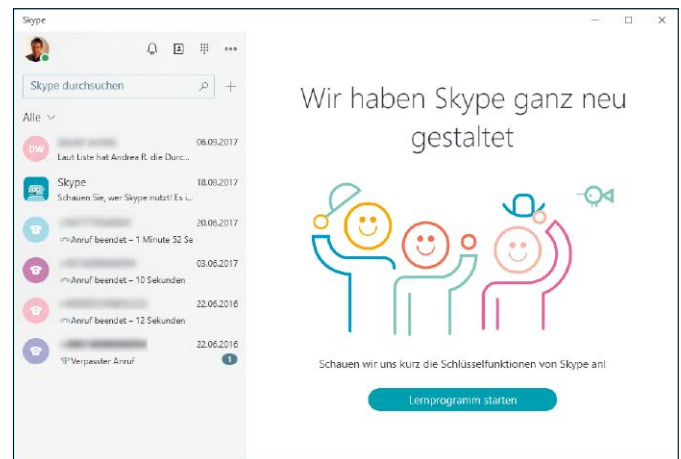 Skype
Skype durchsuchen
Alle
DW
06.09.2017
Laut Liste hat Andrea R. die Durc...
Skype
18.08.2017
Schauen Sie, wer Skype nutzt! Es i...
20.06.2017
Anruf beendet – 1 Minute 52 Se
03.06.2017
Anruf beendet – 10 Sekunden
22.06.2016
Anruf beendet – 12 Sekunden
22.06.2016
Verpasster Anruf
1
Wir haben Skype ganz neu
gestaltet
Schauen wir uns kurz die Schlüsselfunktionen von Skype an!
Lernprogramm starten